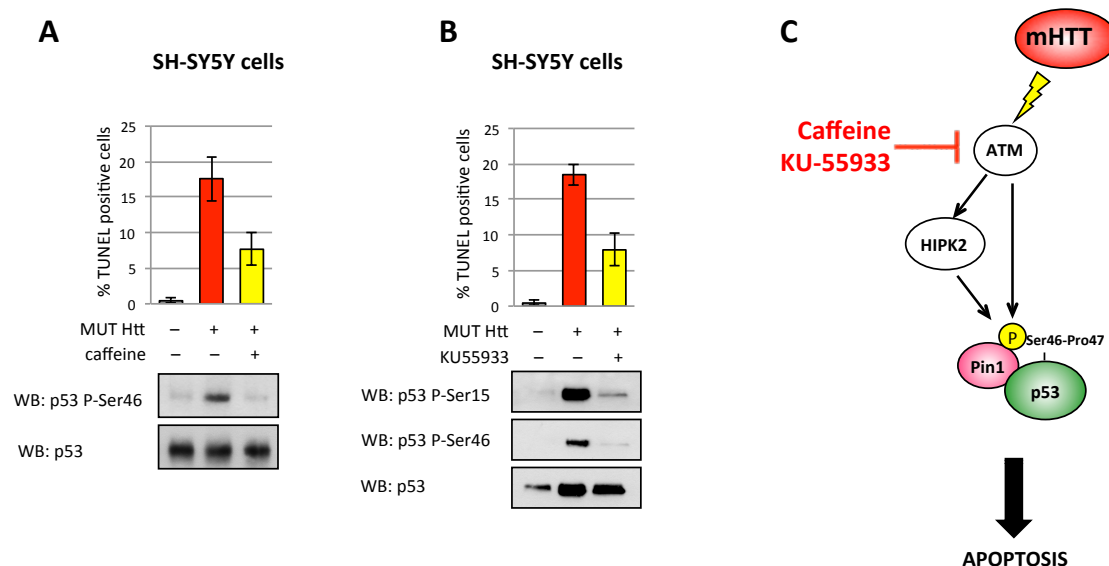 A
SH-SY5Y cells
% TUNEL positive cells
25
20
15
10
5
0
MUT Htt – + +
caffeine – +
WB: p53 P-Ser46
WB: p53
B
SH-SY5Y cells
% TUNEL positive cells
25
20
15
10
5
0
MUT Htt – + +
KU55933 – +
WB: p53 P-Ser15
WB: p53 P-Ser46
WB: p53
C
mHTT
Caffeine
KU-55933
ATM
HIPK2
P
Ser46-Pro47
Pin1
p53
APOPTOSIS